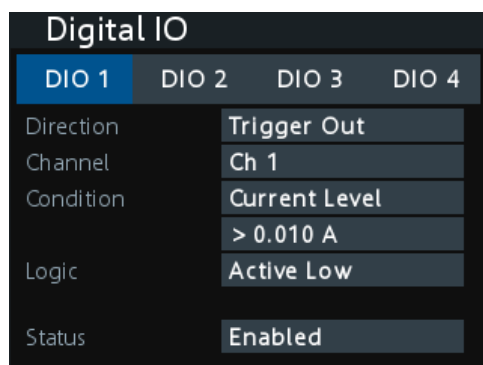 Digital IO
DIO 1 DIO 2 DIO 3 DIO 4
Direction Trigger Out
Channel Ch 1
Condition Current Level
> 0.010 A
Logic Active Low
Status Enabled